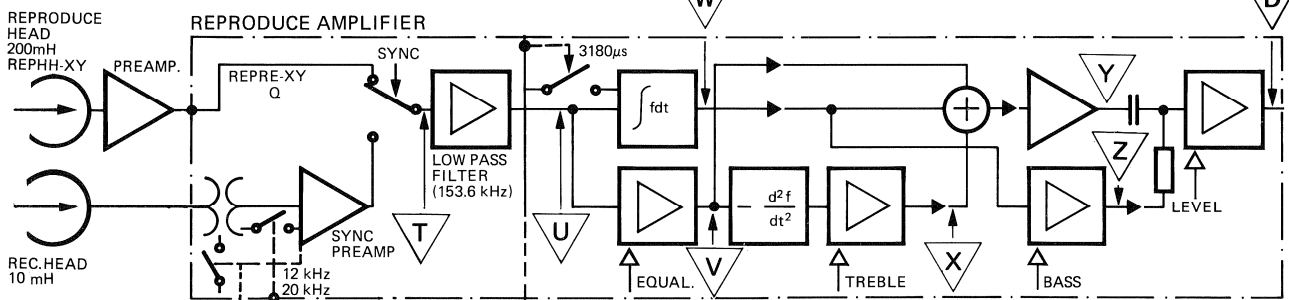 REPRODUCE
HEAD
200mH
REPHH-XY
PREAMP.
REPRODUCE AMPLIFIER
REPRE-XY
Q
SYNC
LOW PASS
FILTER
(153.6 kHz)
T
SYNC
PREAMP
12 kHz
20 kHz
REC.HEAD
10 mH
3180µs
U
∫fdt
W
EQUAL.
V
− d²f
dt²
TREBLE
X
+
Y
Z
BASS
LEVEL
D